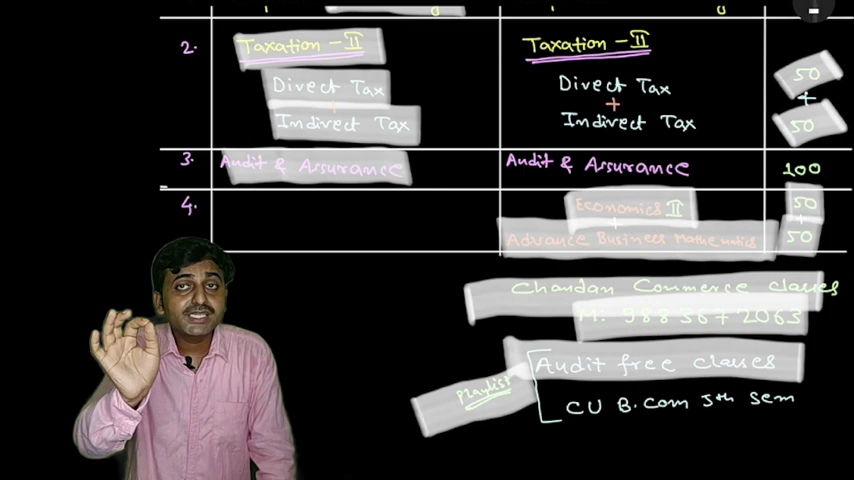 2. Taxation - II Taxation - II
Direct Tax Direct Tax 50
+ + +
Indirect Tax Indirect Tax 50
3. Audit & Assurance Audit & Assurance 100
4. Economics II 50
+ +
Advance Business Mathematics 50
Chandan Commerce Classes
M: 98836+2063
Audit free classes
Playlist
CU B.Com 5th Sem